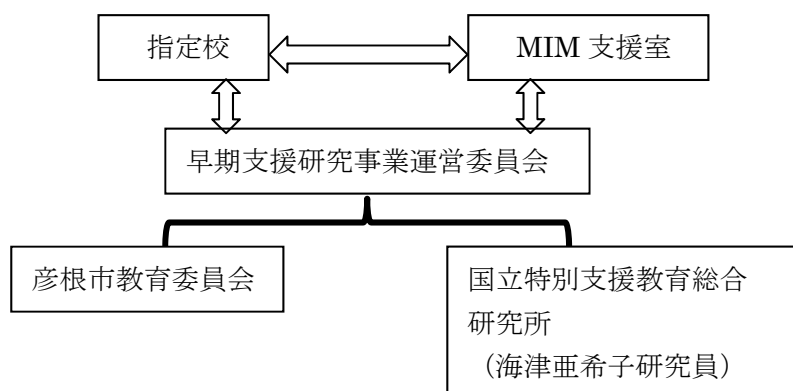 指定校
MIM 支援室
早期支援研究事業運営委員会
彦根市教育委員会
国立特別支援教育総合
研究所
（海津亜希子研究員）